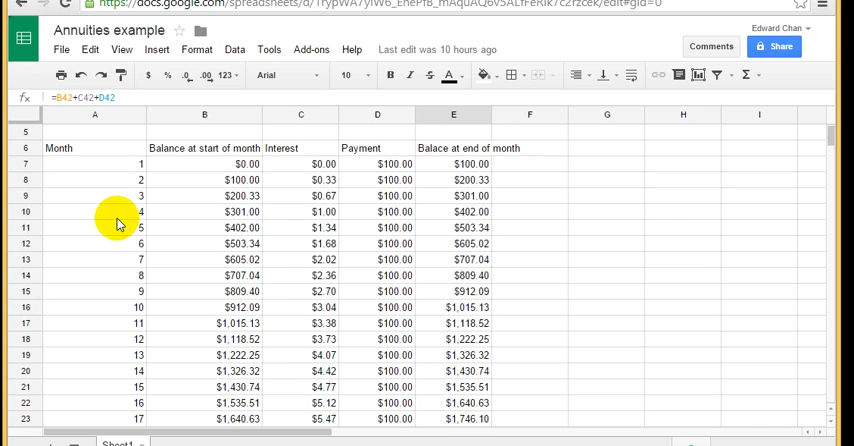 Annuities example
Edward Chan
File Edit View Insert Format Data Tools Add-ons Help Last edit was 10 hours ago
Comments Share
$ % .0 .00 123 Arial 10 B I S A Σ
fx =B42+C42+D42
A B C D E F G H I
5
6 Month Balance at start of month Interest Payment Balace at end of month
7 1 $0.00 $0.00 $100.00 $100.00
8 2 $100.00 $0.33 $100.00 $200.33
9 3 $200.33 $0.67 $100.00 $301.00
10 4 $301.00 $1.00 $100.00 $402.00
11 5 $402.00 $1.34 $100.00 $503.34
12 6 $503.34 $1.68 $100.00 $605.02
13 7 $605.02 $2.02 $100.00 $707.04
14 8 $707.04 $2.36 $100.00 $809.40
15 9 $809.40 $2.70 $100.00 $912.09
16 10 $912.09 $3.04 $100.00 $1,015.13
17 11 $1,015.13 $3.38 $100.00 $1,118.52
18 12 $1,118.52 $3.73 $100.00 $1,222.25
19 13 $1,222.25 $4.07 $100.00 $1,326.32
20 14 $1,326.32 $4.42 $100.00 $1,430.74
21 15 $1,430.74 $4.77 $100.00 $1,535.51
22 16 $1,535.51 $5.12 $100.00 $1,640.63
23 17 $1,640.63 $5.47 $100.00 $1,746.10
Sheet1